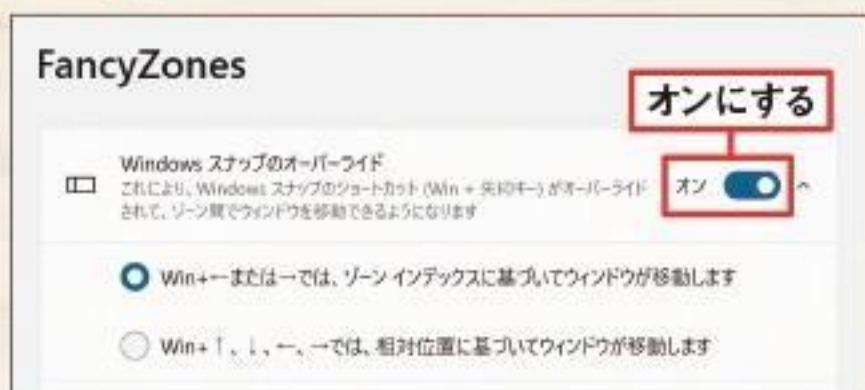 FancyZones
オンにする
Windows スナップのオーバーライド
これにより、Windows スナップのショートカット (Win + 矢印キー) がオーバーライド
されて、ゾーン間でウィンドウを移動できるようになります
オン
Win+←または→では、ゾーン インデックスに基づいてウィンドウが移動します
Win+↑、↓、←、→では、相対位置に基づいてウィンドウが移動します